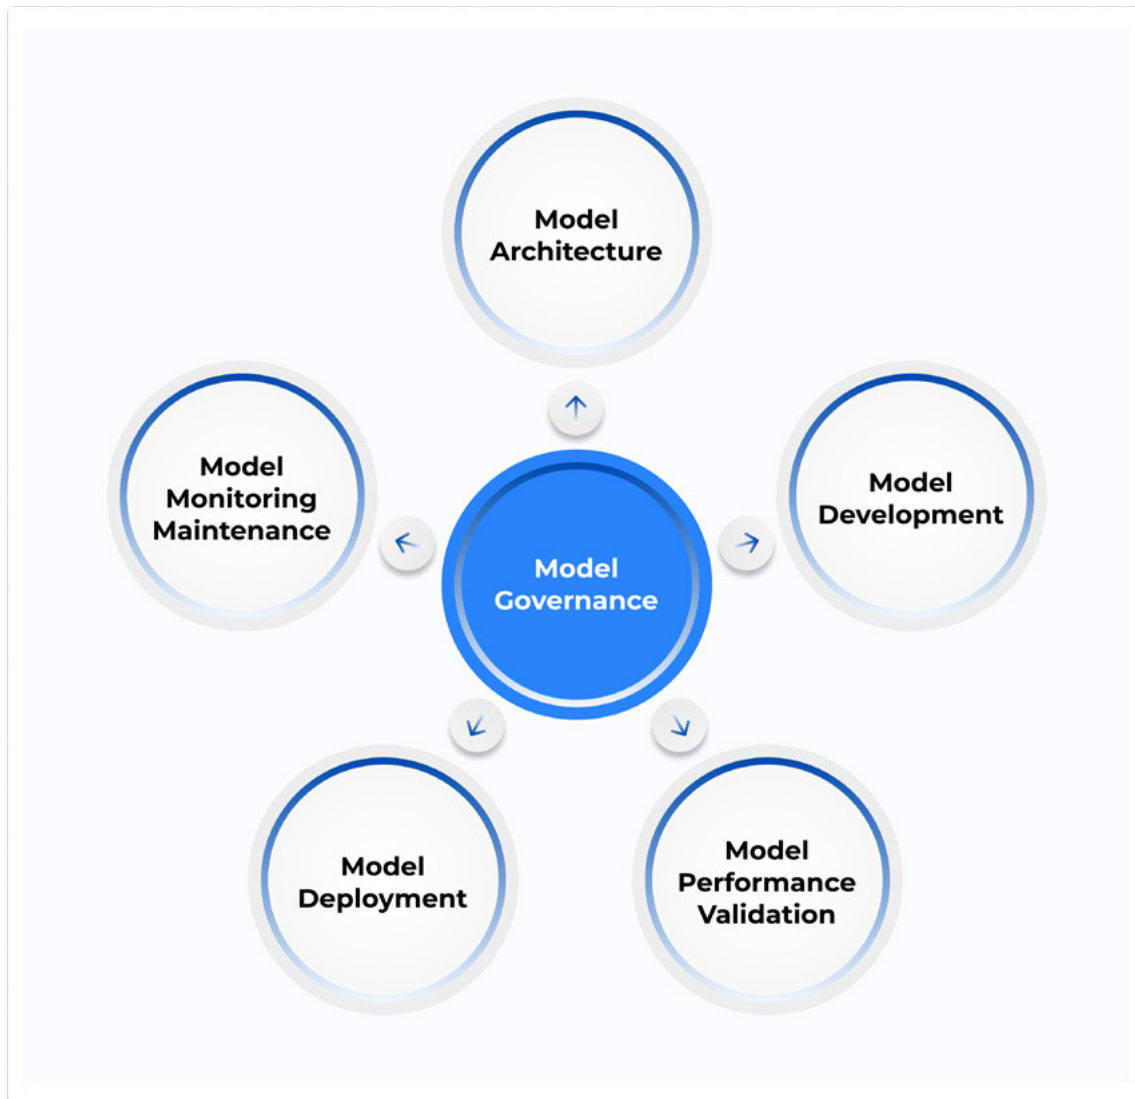 Model
Architecture
Model
Monitoring
Maintenance
Model
Development
Model
Governance
Model
Deployment
Model
Performance
Validation